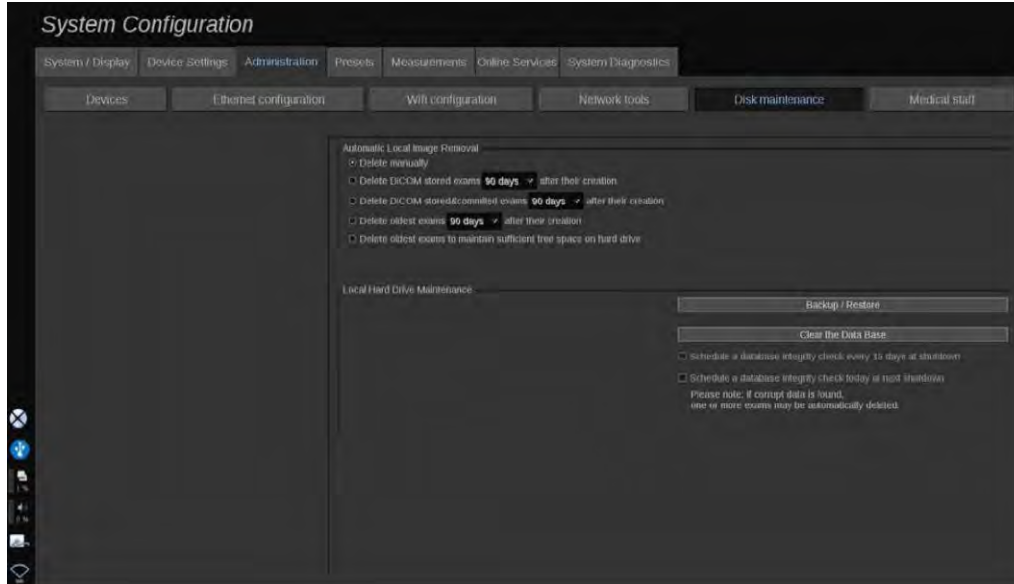 System Configuration
System / Display Device Settings Administration Presets Measurements Online Services System Diagnostics
Devices Ethernet configuration Wifi configuration Network tools Disk maintenance Medical staff
Automatic Local Image Removal
Delete manually
Delete DICOM stored exams 90 days after their creation
Delete DICOM stored&commited exams 90 days after their creation
Delete oldest exams 90 days after their creation
Delete oldest exams to maintain sufficient free space on hard drive
Local Hard Drive Maintenance
Backup / Restore
Clear the Data Base
Schedule a database integrity check every 15 days at shutdown
Schedule a database integrity check today at next shutdown
Please note: if corrupt data is found,
one or more exams may be automatically deleted.